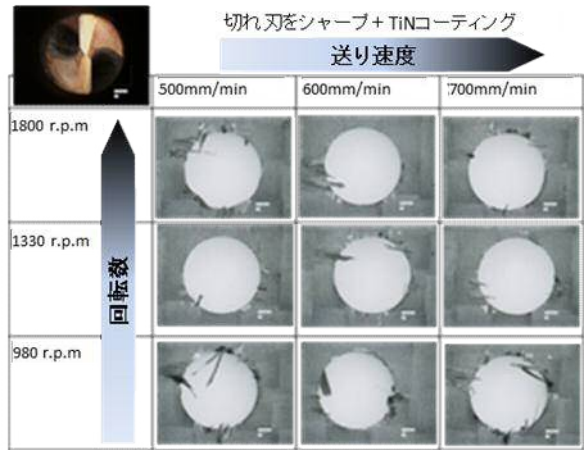 切れ刃をシャープ + TiNコーティング
送り速度
500mm/min
600mm/min
700mm/min
1800 r.p.m
1330 r.p.m
回転数
980 r.p.m